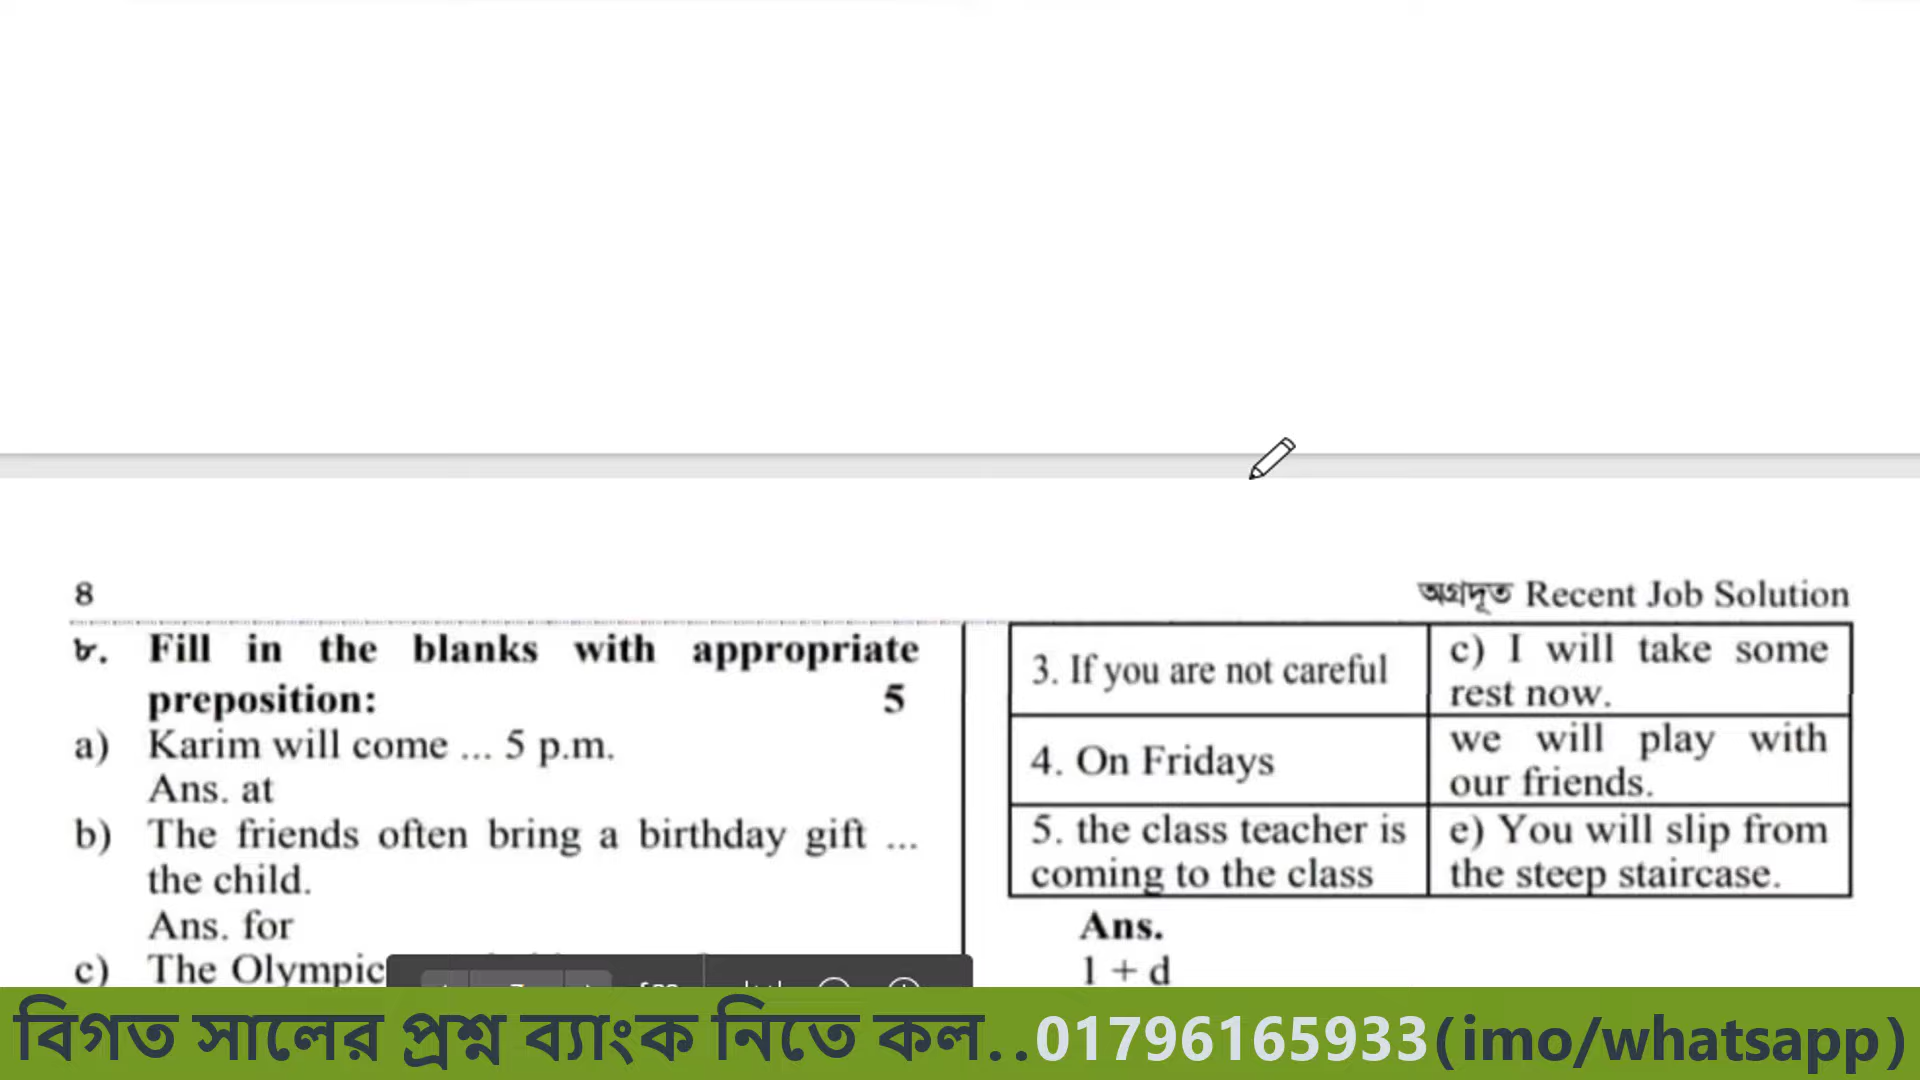 8
অগ্রদূত Recent Job Solution
৮. Fill in the blanks with appropriate
preposition: 5
a) Karim will come ... 5 p.m.
Ans. at
b) The friends often bring a birthday gift ...
the child.
Ans. for
c) The Olympic
3. If you are not careful
c) I will take some
rest now.
4. On Fridays
we will play with
our friends.
5. the class teacher is
coming to the class
e) You will slip from
the steep staircase.
Ans.
1 + d
বিগত সালের প্রশ্ন ব্যাংক নিতে কল..01796165933(imo/whatsapp)